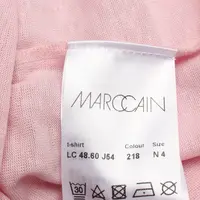 MARCCAIN
t-shirt Colour Size
LC 48.60 J54 218 N 4
30